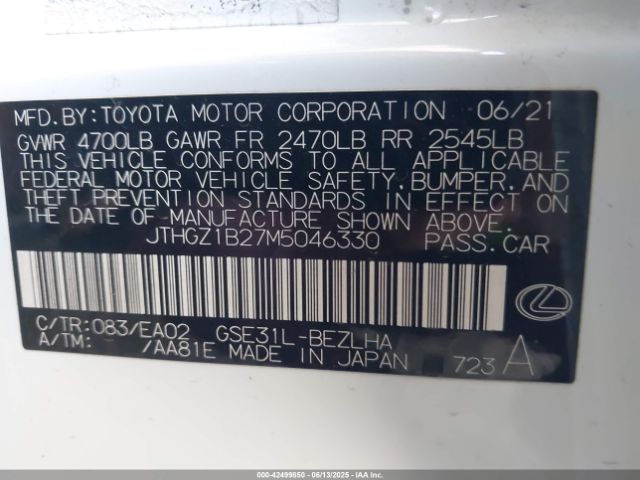 MFD. BY: TOYOTA MOTOR CORPORATION 06/21
GVWR 4700LB GAWR FR 2470LB RR 2545LB
THIS VEHICLE CONFORMS TO ALL APPLICABLE
FEDERAL MOTOR VEHICLE SAFETY, BUMPER, AND
THEFT PREVENTION STANDARDS IN EFFECT ON
THE DATE OF MANUFACTURE SHOWN ABOVE.
JTHGZ1B27M5046330 PASS. CAR
C/TR: 083/EA02 GSE31L-BEZLHA
A/TM: /AA81E MADE IN JAPAN 723 A
000-42499850 - 06/13/2025 - IAAI.COM